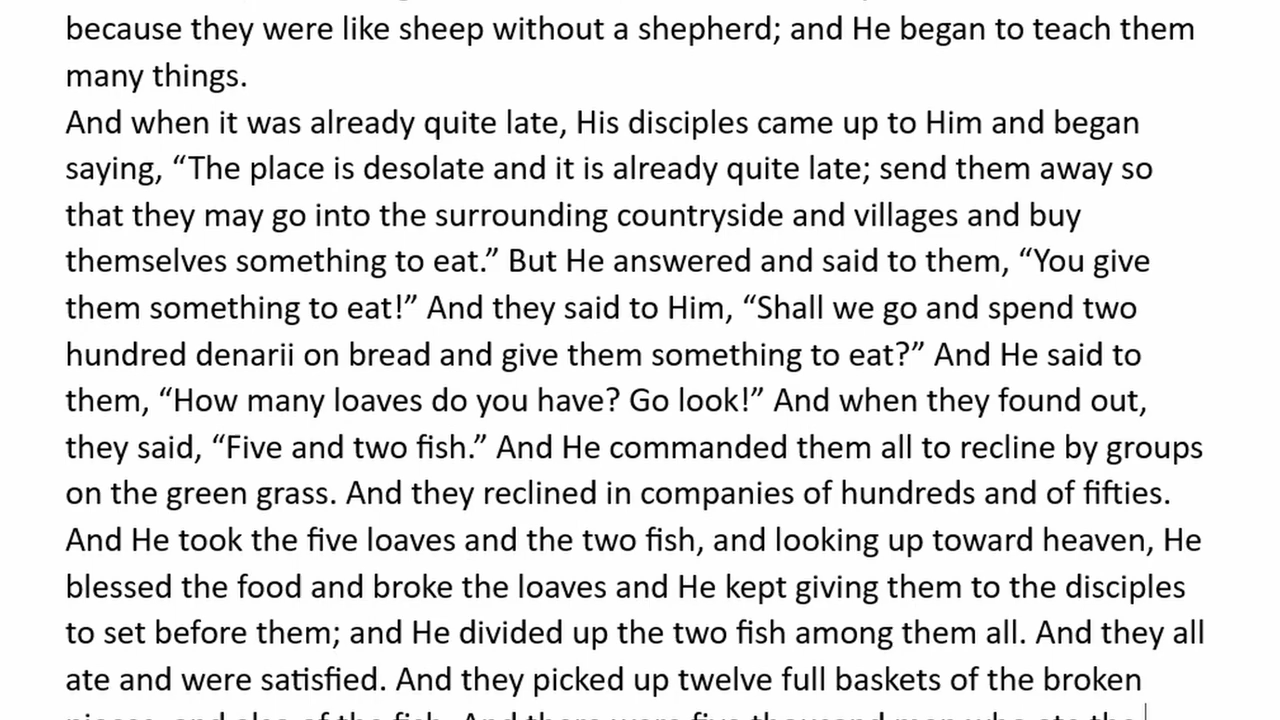 because they were like sheep without a shepherd; and He began to teach them
many things.
And when it was already quite late, His disciples came up to Him and began
saying, “The place is desolate and it is already quite late; send them away so
that they may go into the surrounding countryside and villages and buy
themselves something to eat.” But He answered and said to them, “You give
them something to eat!” And they said to Him, “Shall we go and spend two
hundred denarii on bread and give them something to eat?” And He said to
them, “How many loaves do you have? Go look!” And when they found out,
they said, “Five and two fish.” And He commanded them all to recline by groups
on the green grass. And they reclined in companies of hundreds and of fifties.
And He took the five loaves and the two fish, and looking up toward heaven, He
blessed the food and broke the loaves and He kept giving them to the disciples
to set before them; and He divided up the two fish among them all. And they all
ate and were satisfied. And they picked up twelve full baskets of the broken